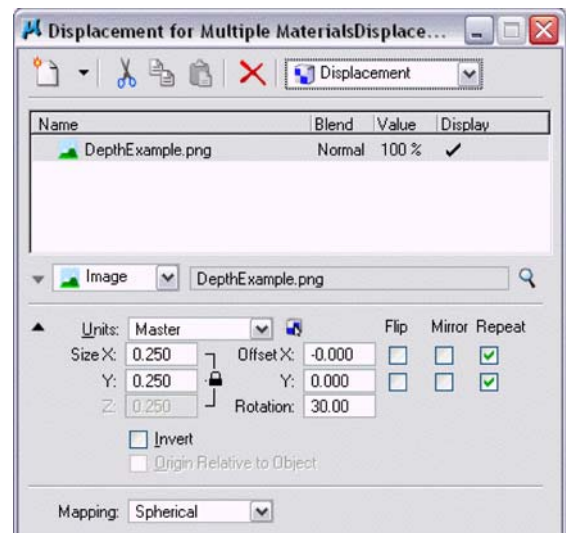 Displacement for Multiple MaterialsDisplace...
Displacement
Name Blend Value Display
DepthExample.png Normal 100 %
Image DepthExample.png
Units: Master Flip Mirror Repeat
Size X: 0.250 Offset X: -0.000
Y: 0.250 Y: 0.000
Z: 0.250 Rotation: 30.00
Invert
Origin Relative to Object
Mapping: Spherical